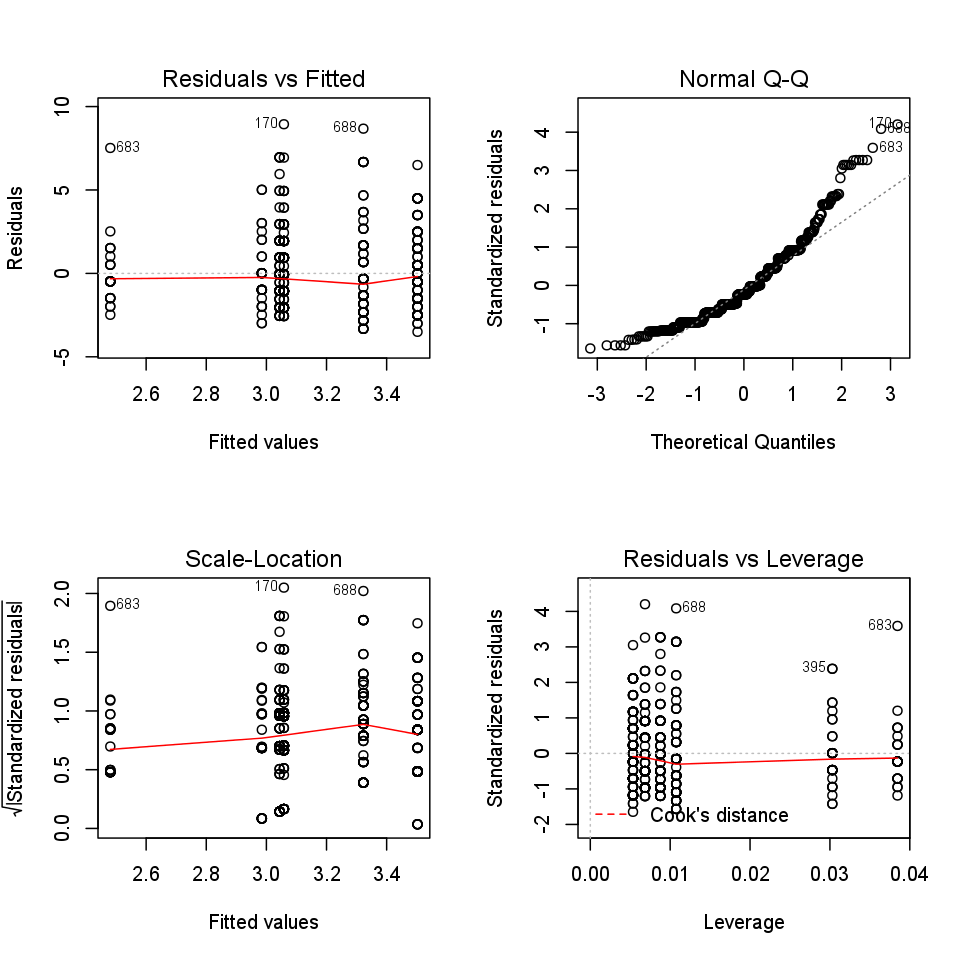 Residuals vs Fitted
Residuals
10
5
0
-5
683
170
688
2.6 2.8 3.0 3.2 3.4
Fitted values
Normal Q-Q
Standardized residuals
4
3
2
1
0
-1
170
688
683
-3 -2 -1 0 1 2 3
Theoretical Quantiles
Scale-Location
√|Standardized residuals|
2.0
1.5
1.0
0.5
0.0
683
170
688
2.6 2.8 3.0 3.2 3.4
Fitted values
Residuals vs Leverage
Standardized residuals
4
3
2
1
0
-1
-2
688
683
395
Cook's distance
0.00 0.01 0.02 0.03 0.04
Leverage